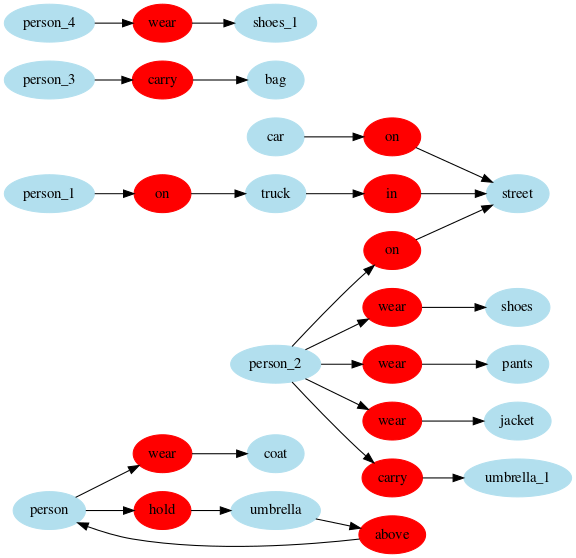 person_4 wear shoes_1
person_3 carry bag
car on
person_1 on truck in street
on
wear shoes
person_2 wear pants
wear jacket
wear coat
carry umbrella_1
person hold umbrella
above